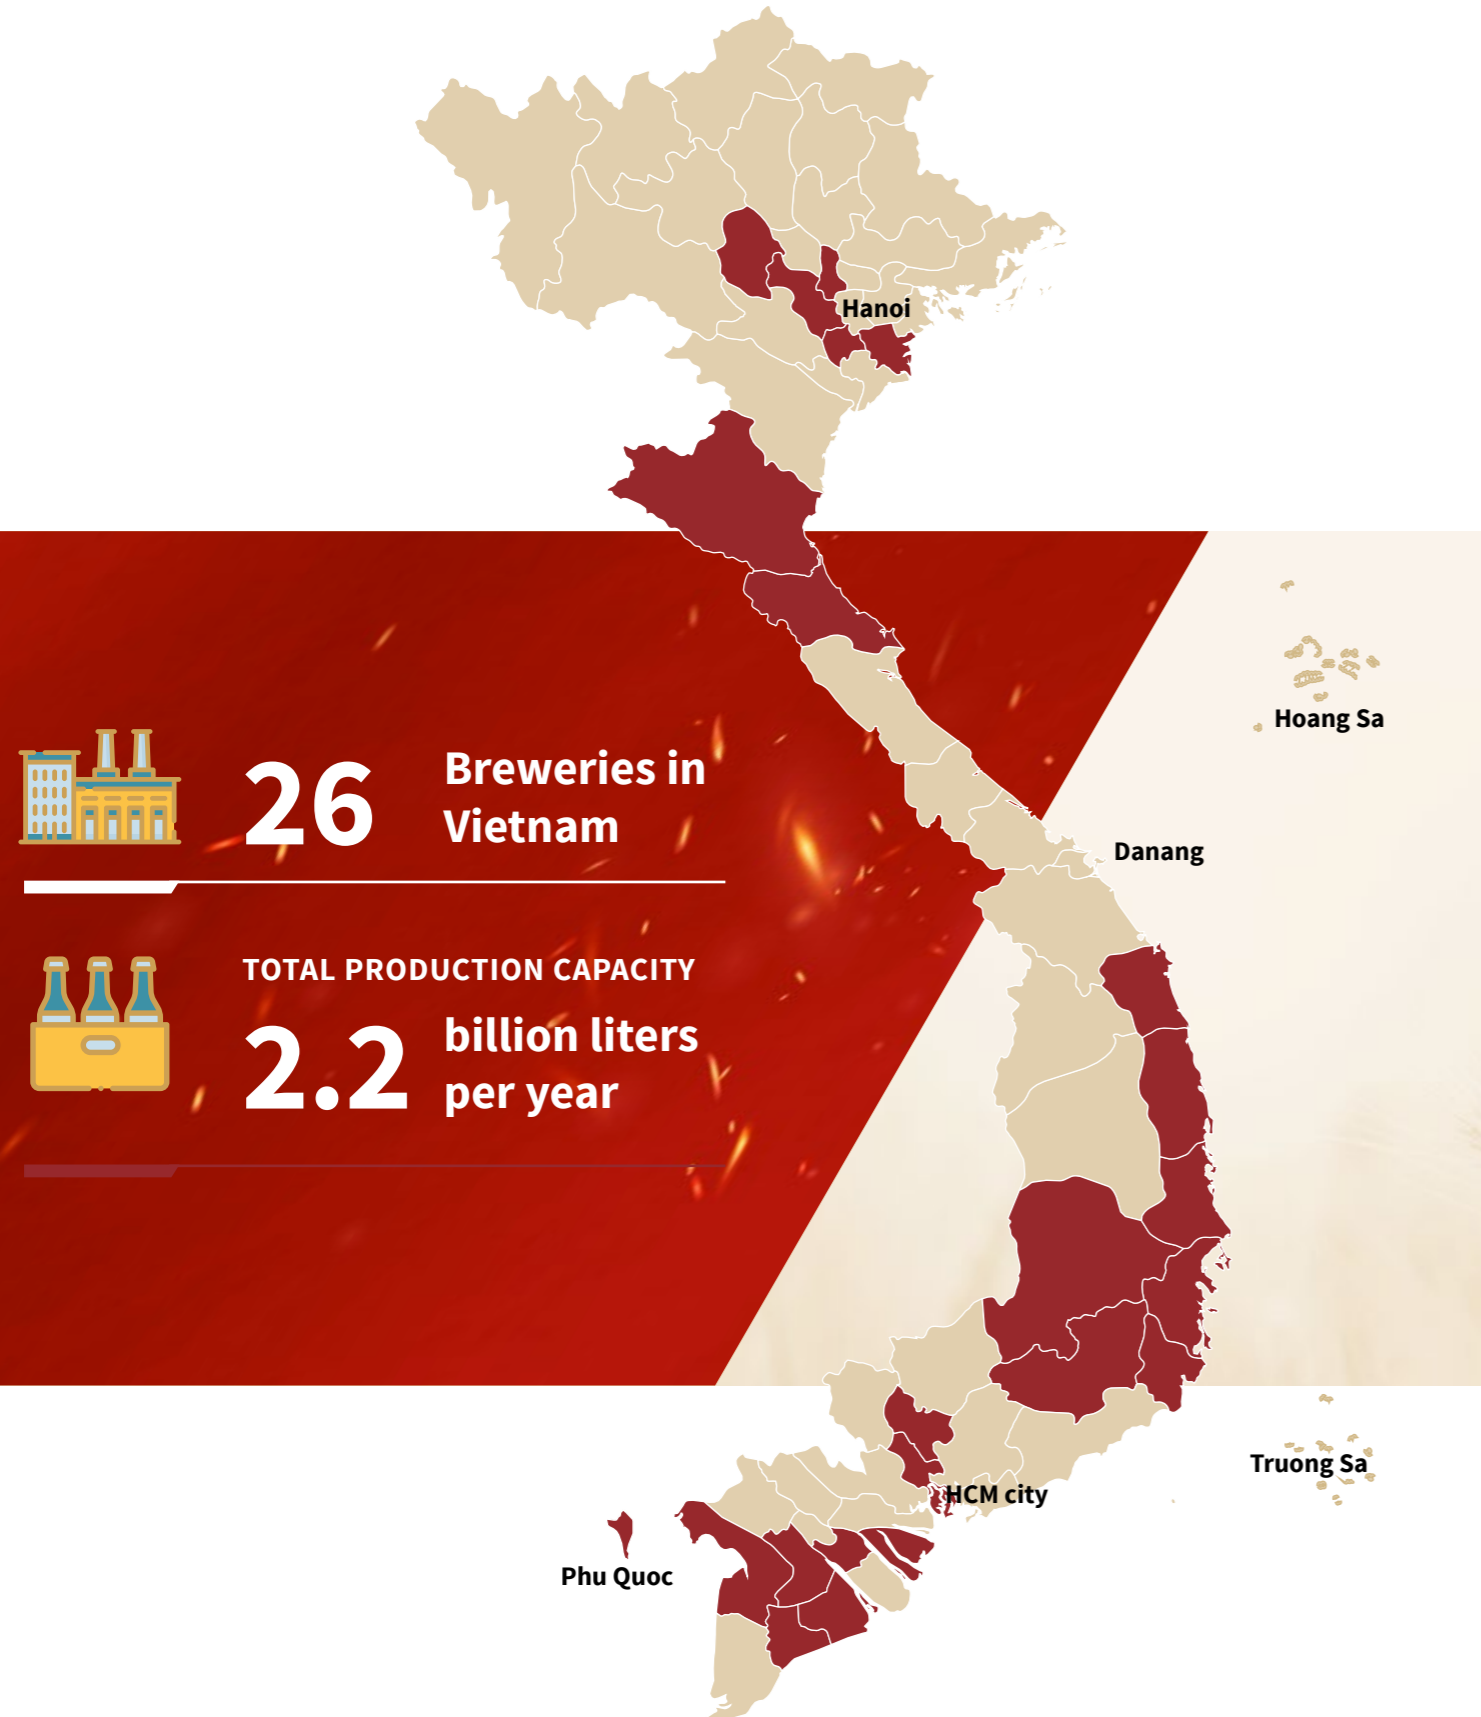 Hanoi
Hoang Sa
26
Breweries in
Vietnam
Danang
TOTAL PRODUCTION CAPACITY
2.2
billion liters
per year
Truong Sa
HCM city
Phu Quoc